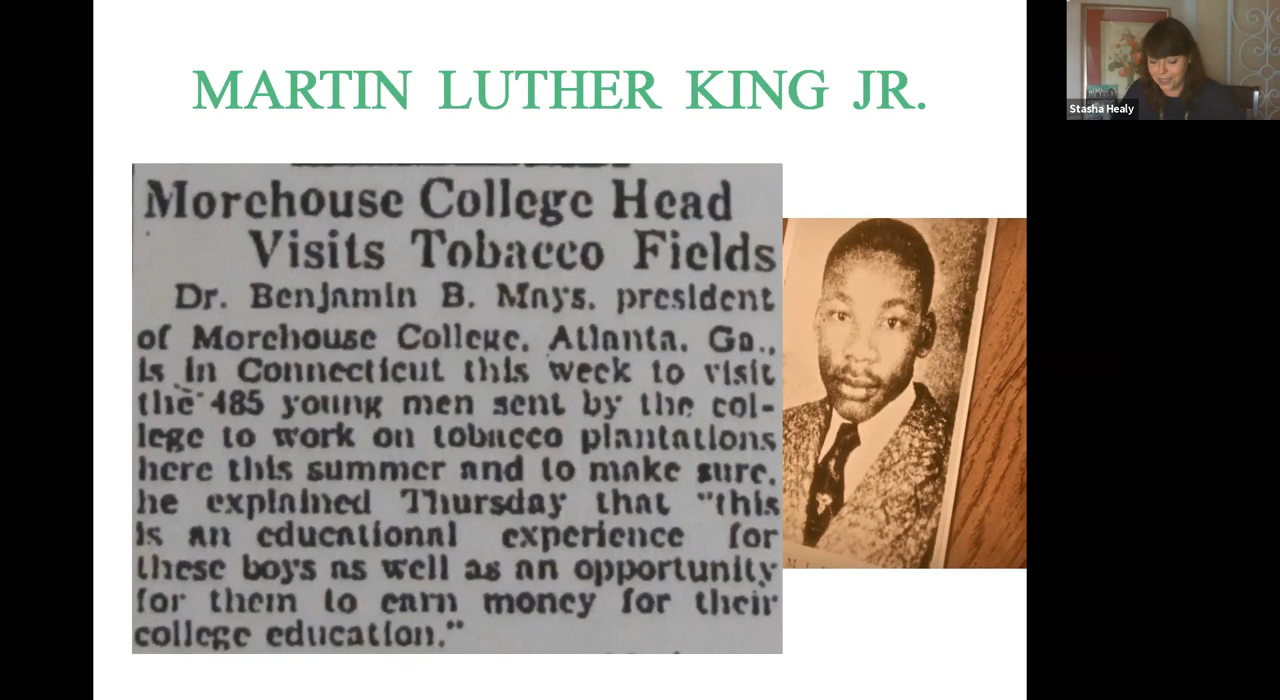 MARTIN LUTHER KING JR.
Stasha Healy
Morehouse College Head
Visits Tobacco Fields
Dr. Benjamin B. Mays, president
of Morehouse College, Atlanta, Ga.,
is in Connecticut this week to visit
the 485 young men sent by the col-
lege to work on tobacco plantations
here this summer and to make sure,
he explained Thursday that "this
is an educational experience for
these boys as well as an opportunity
for them to earn money for their
college education."